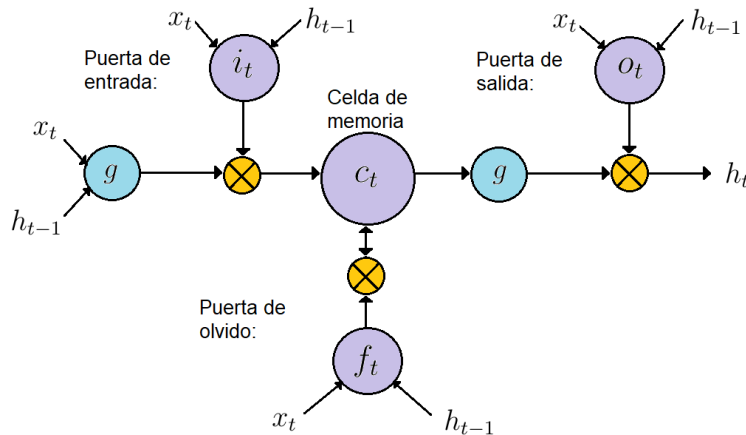 x_t h_{t-1} x_t h_{t-1}
Puerta de
entrada:
i_t
Puerta de
salida:
o_t
Celda de
memoria
x_t
g
c_t
g
h_t
h_{t-1}
Puerta de
olvido:
f_t
x_t h_{t-1}